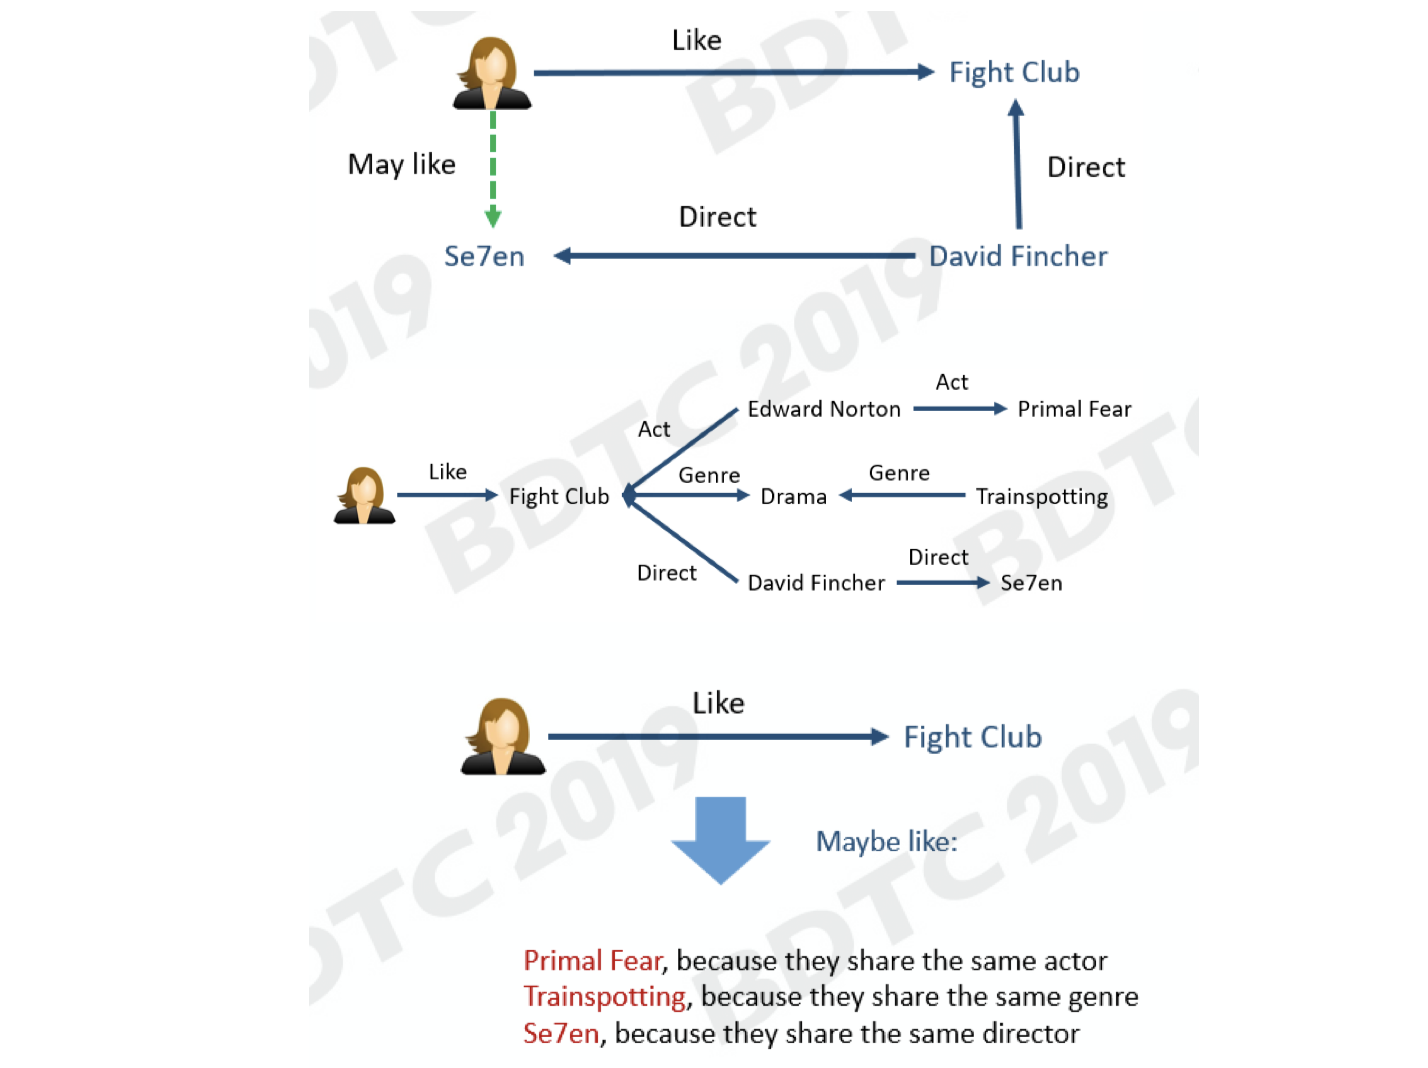 Like
Fight Club
May like
Direct
Direct
Se7en
David Fincher
Act
Edward Norton
Primal Fear
Act
Like
Genre
Genre
Fight Club
Drama
Trainspotting
Direct
Direct
David Fincher
Se7en
Like
Fight Club
Maybe like:
Primal Fear, because they share the same actor
Trainspotting, because they share the same genre
Se7en, because they share the same director
BDTC 2019
BDTC 2019
BDTC 2019